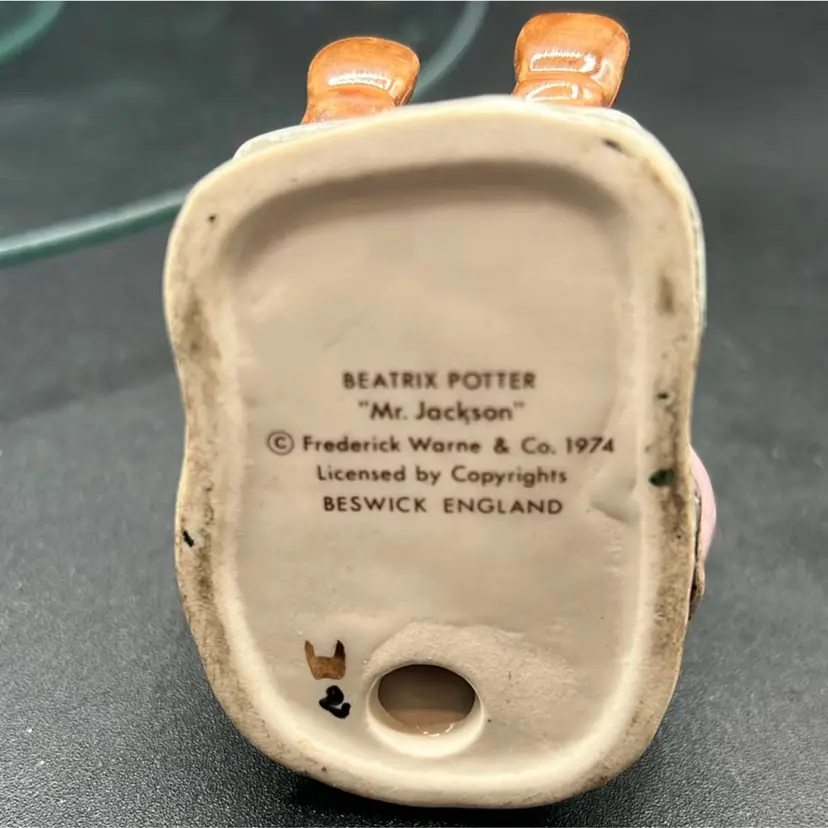 BEATRIX POTTER
"Mr. Jackson"
© Frederick Warne & Co. 1974
Licensed by Copyrights
BESWICK ENGLAND